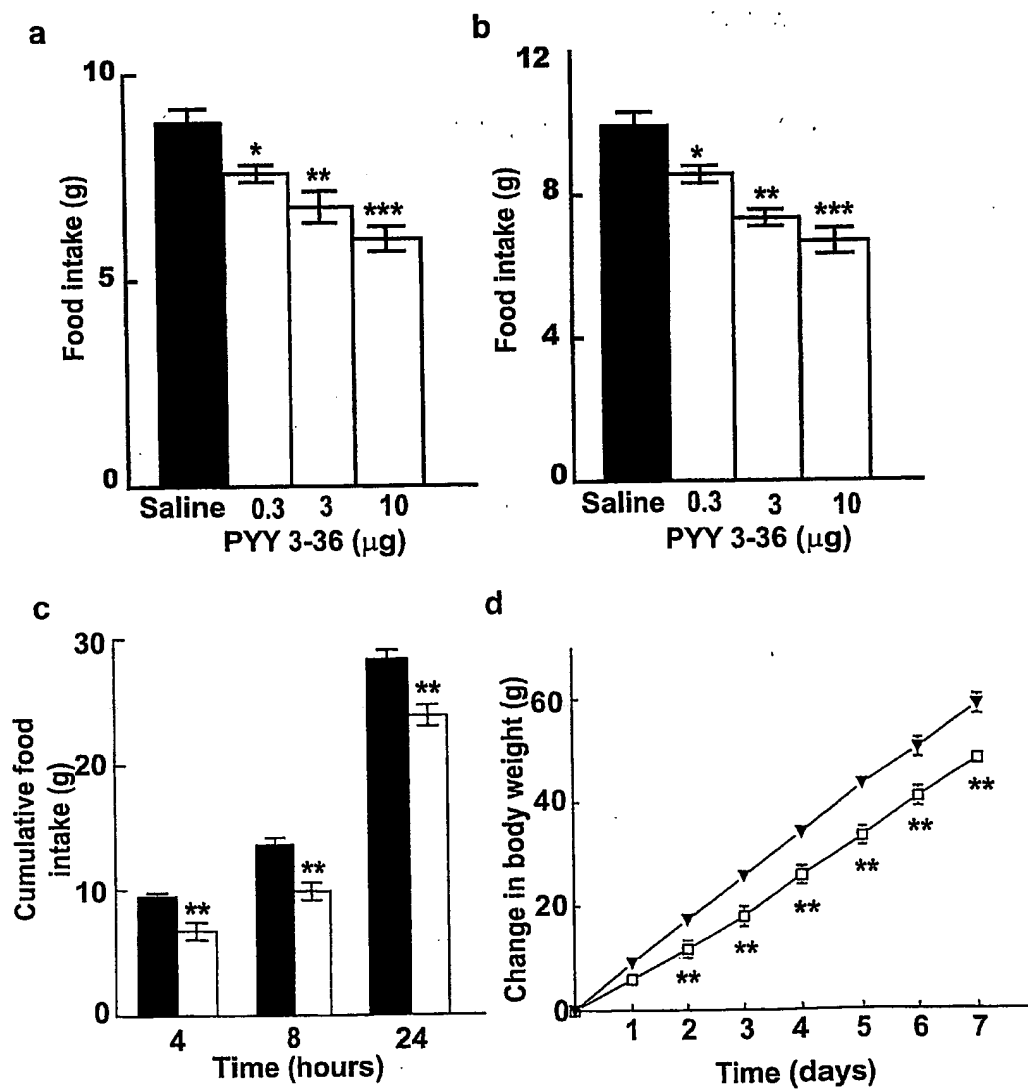 a
10
5
0
Food intake (g)
*
**
***
Saline 0.3 3 10
PYY 3-36 (µg)
b
12
8
4
0
Food intake (g)
*
**
***
Saline 0.3 3 10
PYY 3-36 (µg)
c
30
20
10
0
Cumulative food
intake (g)
**
**
**
4 8 24
Time (hours)
d
60
40
20
0
Change in body weight (g)
**
**
**
**
**
**
1 2 3 4 5 6 7
Time (days)